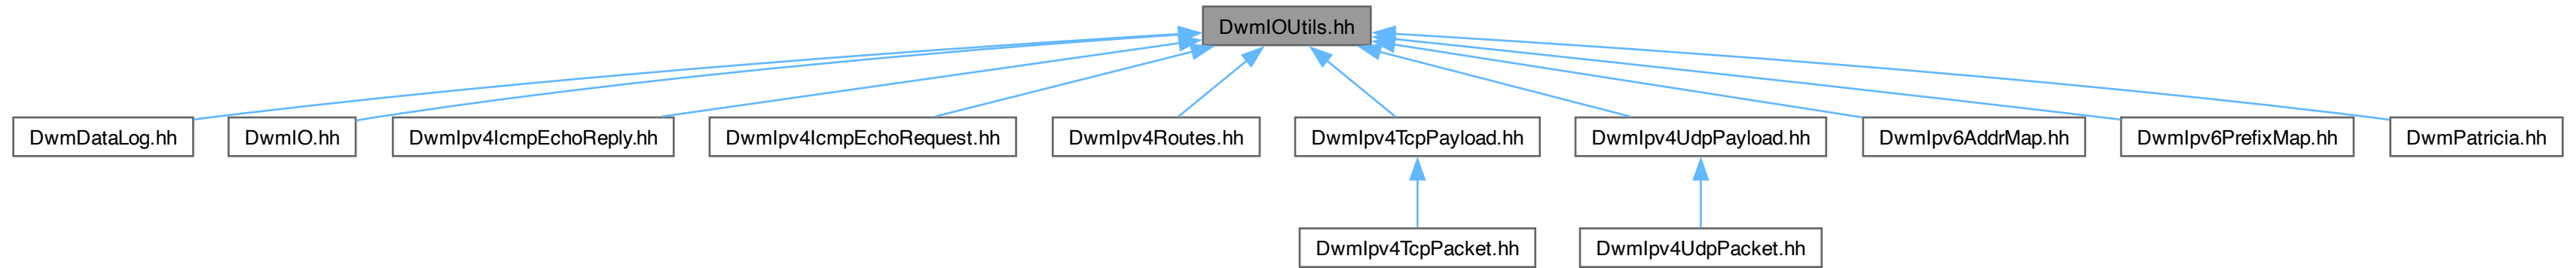 DwmIOUtils.hh
DwmDataLog.hh
DwmIO.hh
DwmIpv4IcmpEchoReply.hh
DwmIpv4IcmpEchoRequest.hh
DwmIpv4Routes.hh
DwmIpv4TcpPayload.hh
DwmIpv4UdpPayload.hh
DwmIpv6AddrMap.hh
DwmIpv6PrefixMap.hh
DwmPatricia.hh
DwmIpv4TcpPacket.hh
DwmIpv4UdpPacket.hh